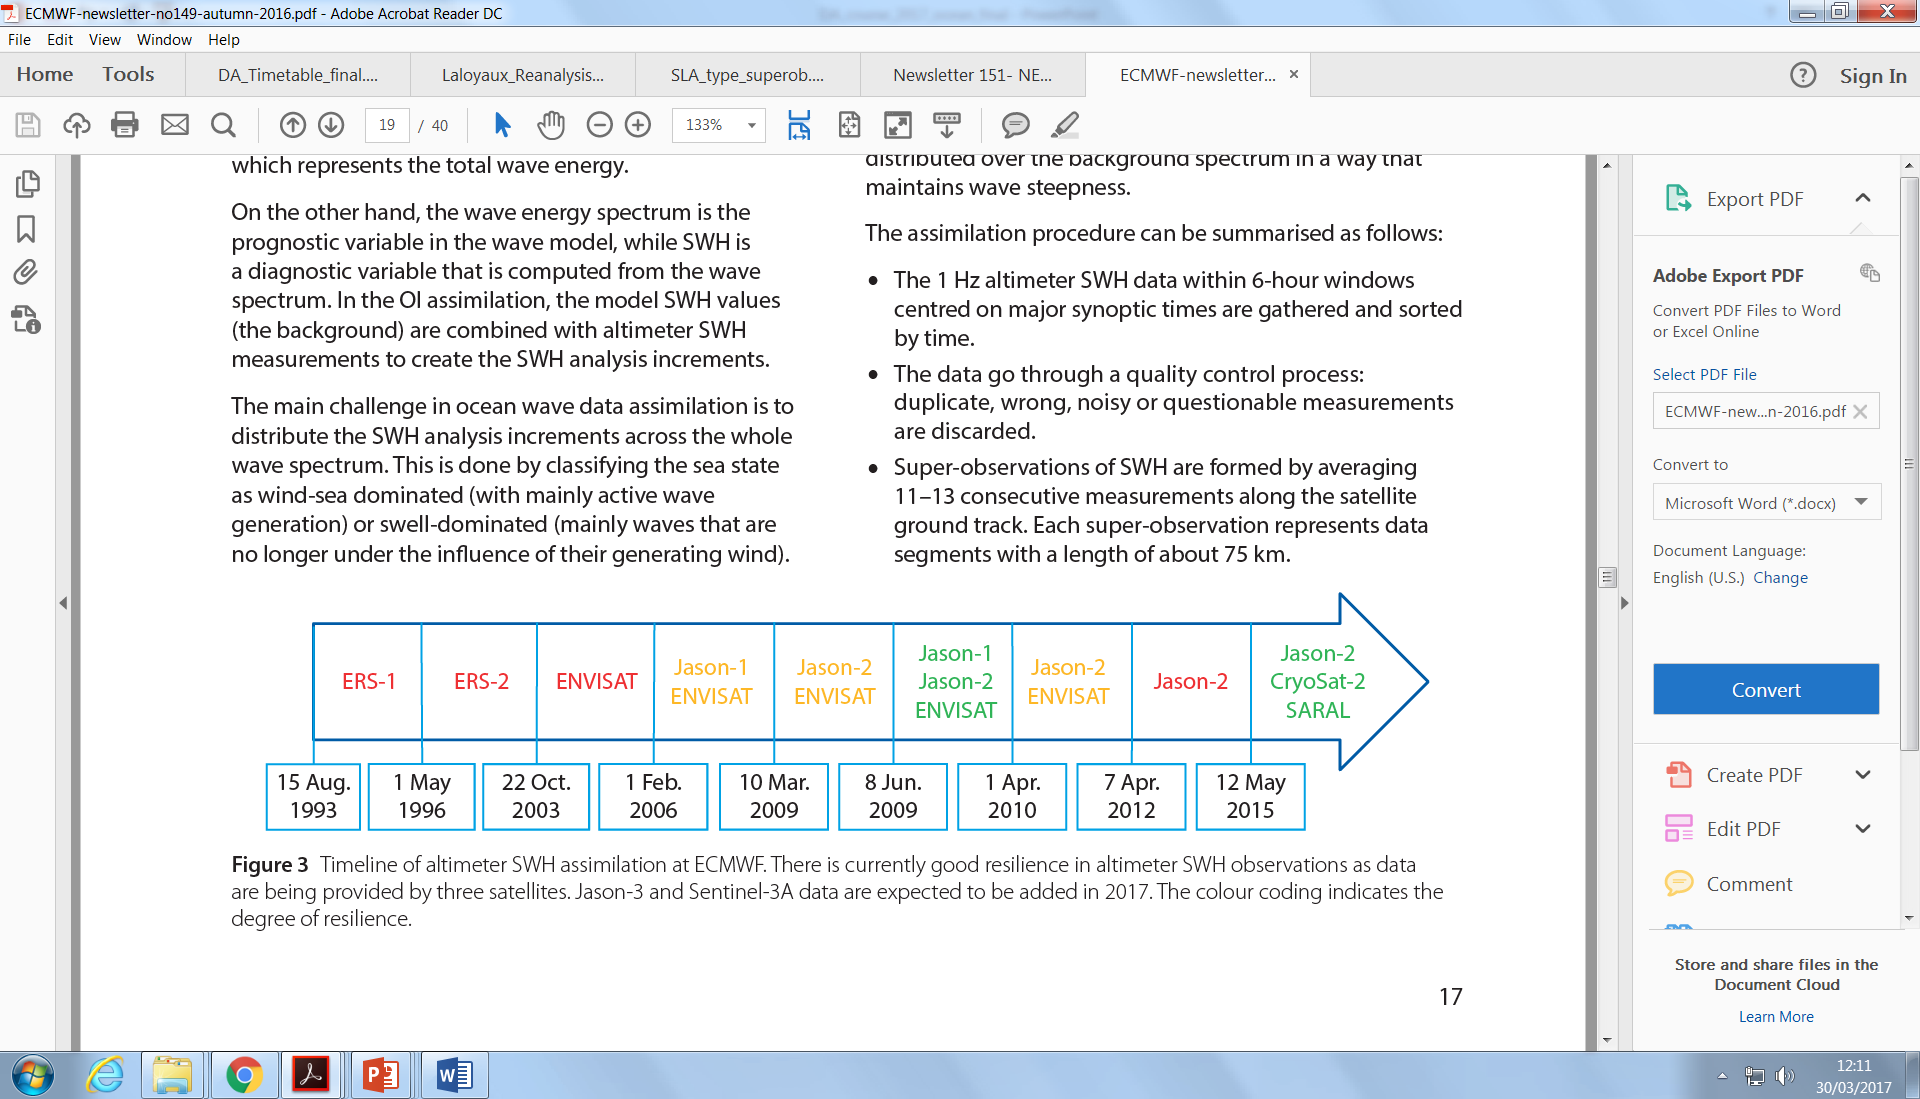 ECMWF-newsletter-no149-autumn-2016.pdf - Adobe Acrobat Reader DC
File Edit View Window Help
Home Tools DA_Timetable_final.... Laloyaux_Reanalysis... SLA_type_superob.... Newsletter 151- NE... ECMWF-newsletter... × ? Sign In
19 / 40 133%
which represents the total wave energy.
On the other hand, the wave energy spectrum is the
prognostic variable in the wave model, while SWH is
a diagnostic variable that is computed from the wave
spectrum. In the OI assimilation, the model SWH values
(the background) are combined with altimeter SWH
measurements to create the SWH analysis increments.
The main challenge in ocean wave data assimilation is to
distribute the SWH analysis increments across the whole
wave spectrum. This is done by classifying the sea state
as wind-sea dominated (with mainly active wave
generation) or swell-dominated (mainly waves that are
no longer under the influence of their generating wind).
distributed over the background spectrum in a way that
maintains wave steepness.
The assimilation procedure can be summarised as follows:
• The 1 Hz altimeter SWH data within 6-hour windows
centred on major synoptic times are gathered and sorted
by time.
• The data go through a quality control process:
duplicate, wrong, noisy or questionable measurements
are discarded.
• Super-observations of SWH are formed by averaging
11–13 consecutive measurements along the satellite
ground track. Each super-observation represents data
segments with a length of about 75 km.
ERS-1
ERS-2
ENVISAT
Jason-1
ENVISAT
Jason-2
ENVISAT
Jason-1
Jason-2
ENVISAT
Jason-2
ENVISAT
Jason-2
Jason-2
CryoSat-2
SARAL
15 Aug.
1993
1 May
1996
22 Oct.
2003
1 Feb.
2006
10 Mar.
2009
8 Jun.
2009
1 Apr.
2010
7 Apr.
2012
12 May
2015
Figure 3 Timeline of altimeter SWH assimilation at ECMWF. There is currently good resilience in altimeter SWH observations as data
are being provided by three satellites. Jason-3 and Sentinel-3A data are expected to be added in 2017. The colour coding indicates the
degree of resilience.
17
Export PDF
Adobe Export PDF
Convert PDF Files to Word
or Excel Online
Select PDF File
ECMWF-new...n-2016.pdf
Convert to
Microsoft Word (*.docx)
Document Language:
English (U.S.) Change
Convert
Create PDF
Edit PDF
Comment
Store and share files in the
Document Cloud
Learn More
12:11
30/03/2017